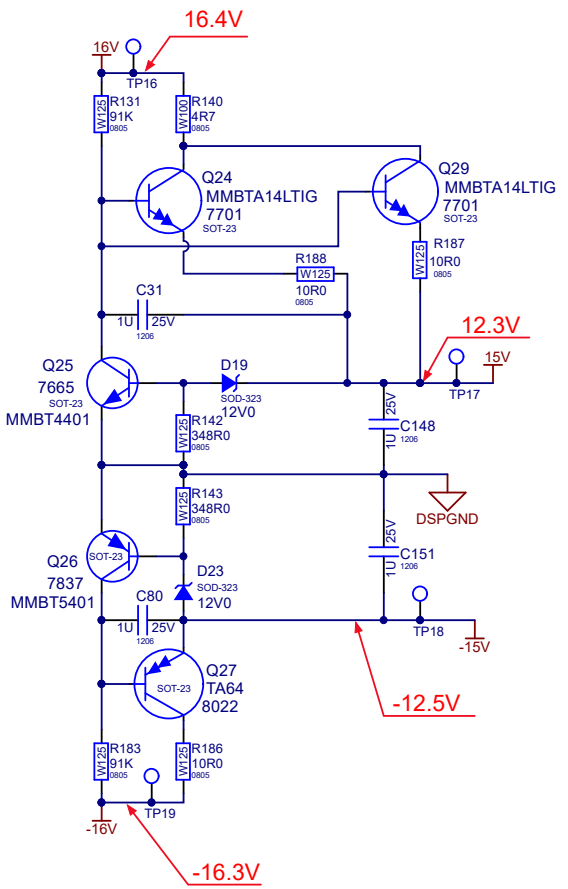 16.4V
16V
TP16
R131
91K
0805
W125
R140
4R7
0805
W100
Q24
MMBTA14LTIG
7701
SOT-23
Q29
MMBTA14LTIG
7701
SOT-23
R187
10R0
0805
W125
R188
W125
10R0
0805
C31
1U 25V
1206
12.3V
15V
TP17
Q25
7665
SOT-23
MMBT4401
D19
SOD-323
12V0
R142
348R0
0805
W125
25V
C148
1206
1U
R143
348R0
0805
W125
DSPGND
Q26
SOT-23
7837
MMBT5401
D23
SOD-323
12V0
25V
C151
1206
1U
C80
1U 25V
1206
TP18
-15V
Q27
TA64
8022
SOT-23
-12.5V
R183
91K
0805
W125
R186
10R0
0805
W125
TP19
-16V
-16.3V